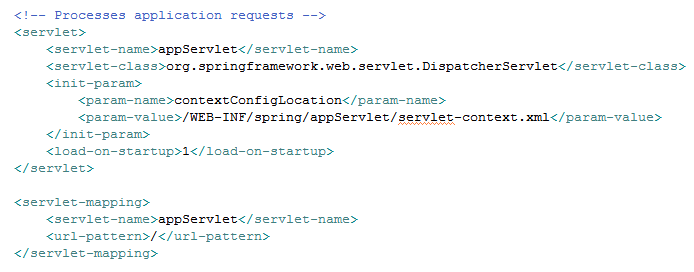 <!-- Processes application requests -->
<servlet>
    <servlet-name>appServlet</servlet-name>
    <servlet-class>org.springframework.web.servlet.DispatcherServlet</servlet-class>
    <init-param>
        <param-name>contextConfigLocation</param-name>
        <param-value>/WEB-INF/spring/appServlet/servlet-context.xml</param-value>
    </init-param>
    <load-on-startup>1</load-on-startup>
</servlet>

<servlet-mapping>
    <servlet-name>appServlet</servlet-name>
    <url-pattern>/</url-pattern>
</servlet-mapping>